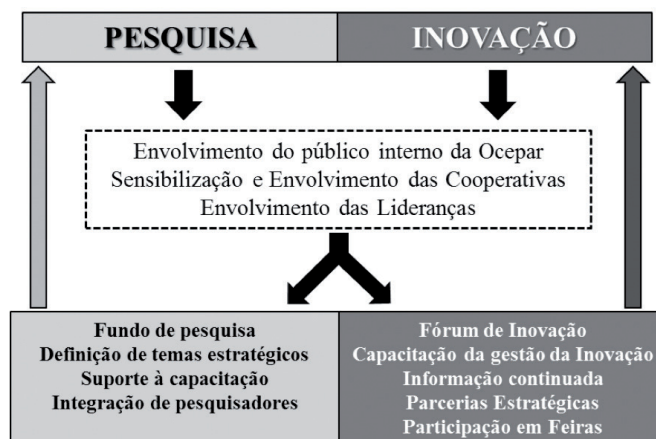 PESQUISA
INOVAÇÃO
Envolvimento do público interno da Ocepar
Sensibilização e Envolvimento das Cooperativas
Envolvimento das Lideranças
Fundo de pesquisa
Definição de temas estratégicos
Suporte à capacitação
Integração de pesquisadores
Fórum de Inovação
Capacitação da gestão da Inovação
Informação continuada
Parcerias Estratégicas
Participação em Feiras